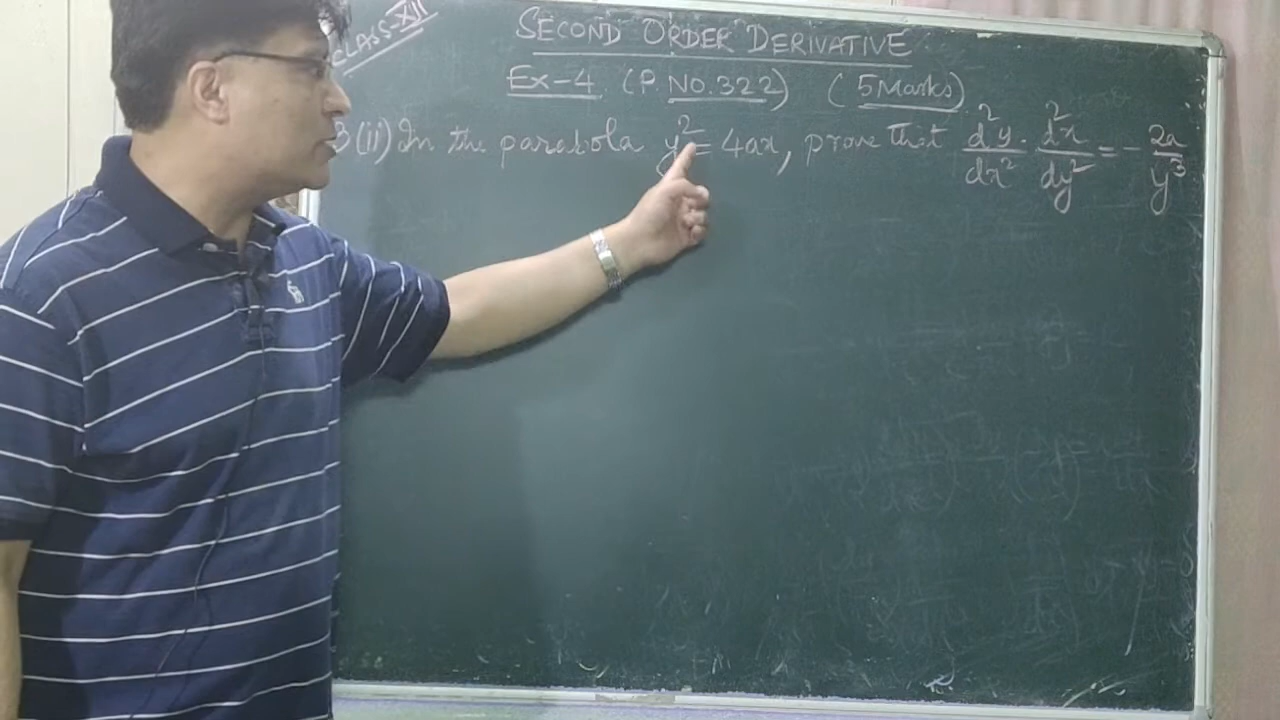 CLASS-XII
SECOND ORDER DERIVATIVE
Ex-4 (P.NO.322) (5 Marks)
3(ii) In the parabola y²= 4ax, prove that d²y/dx² · d²x/dy² = - 2a/y³